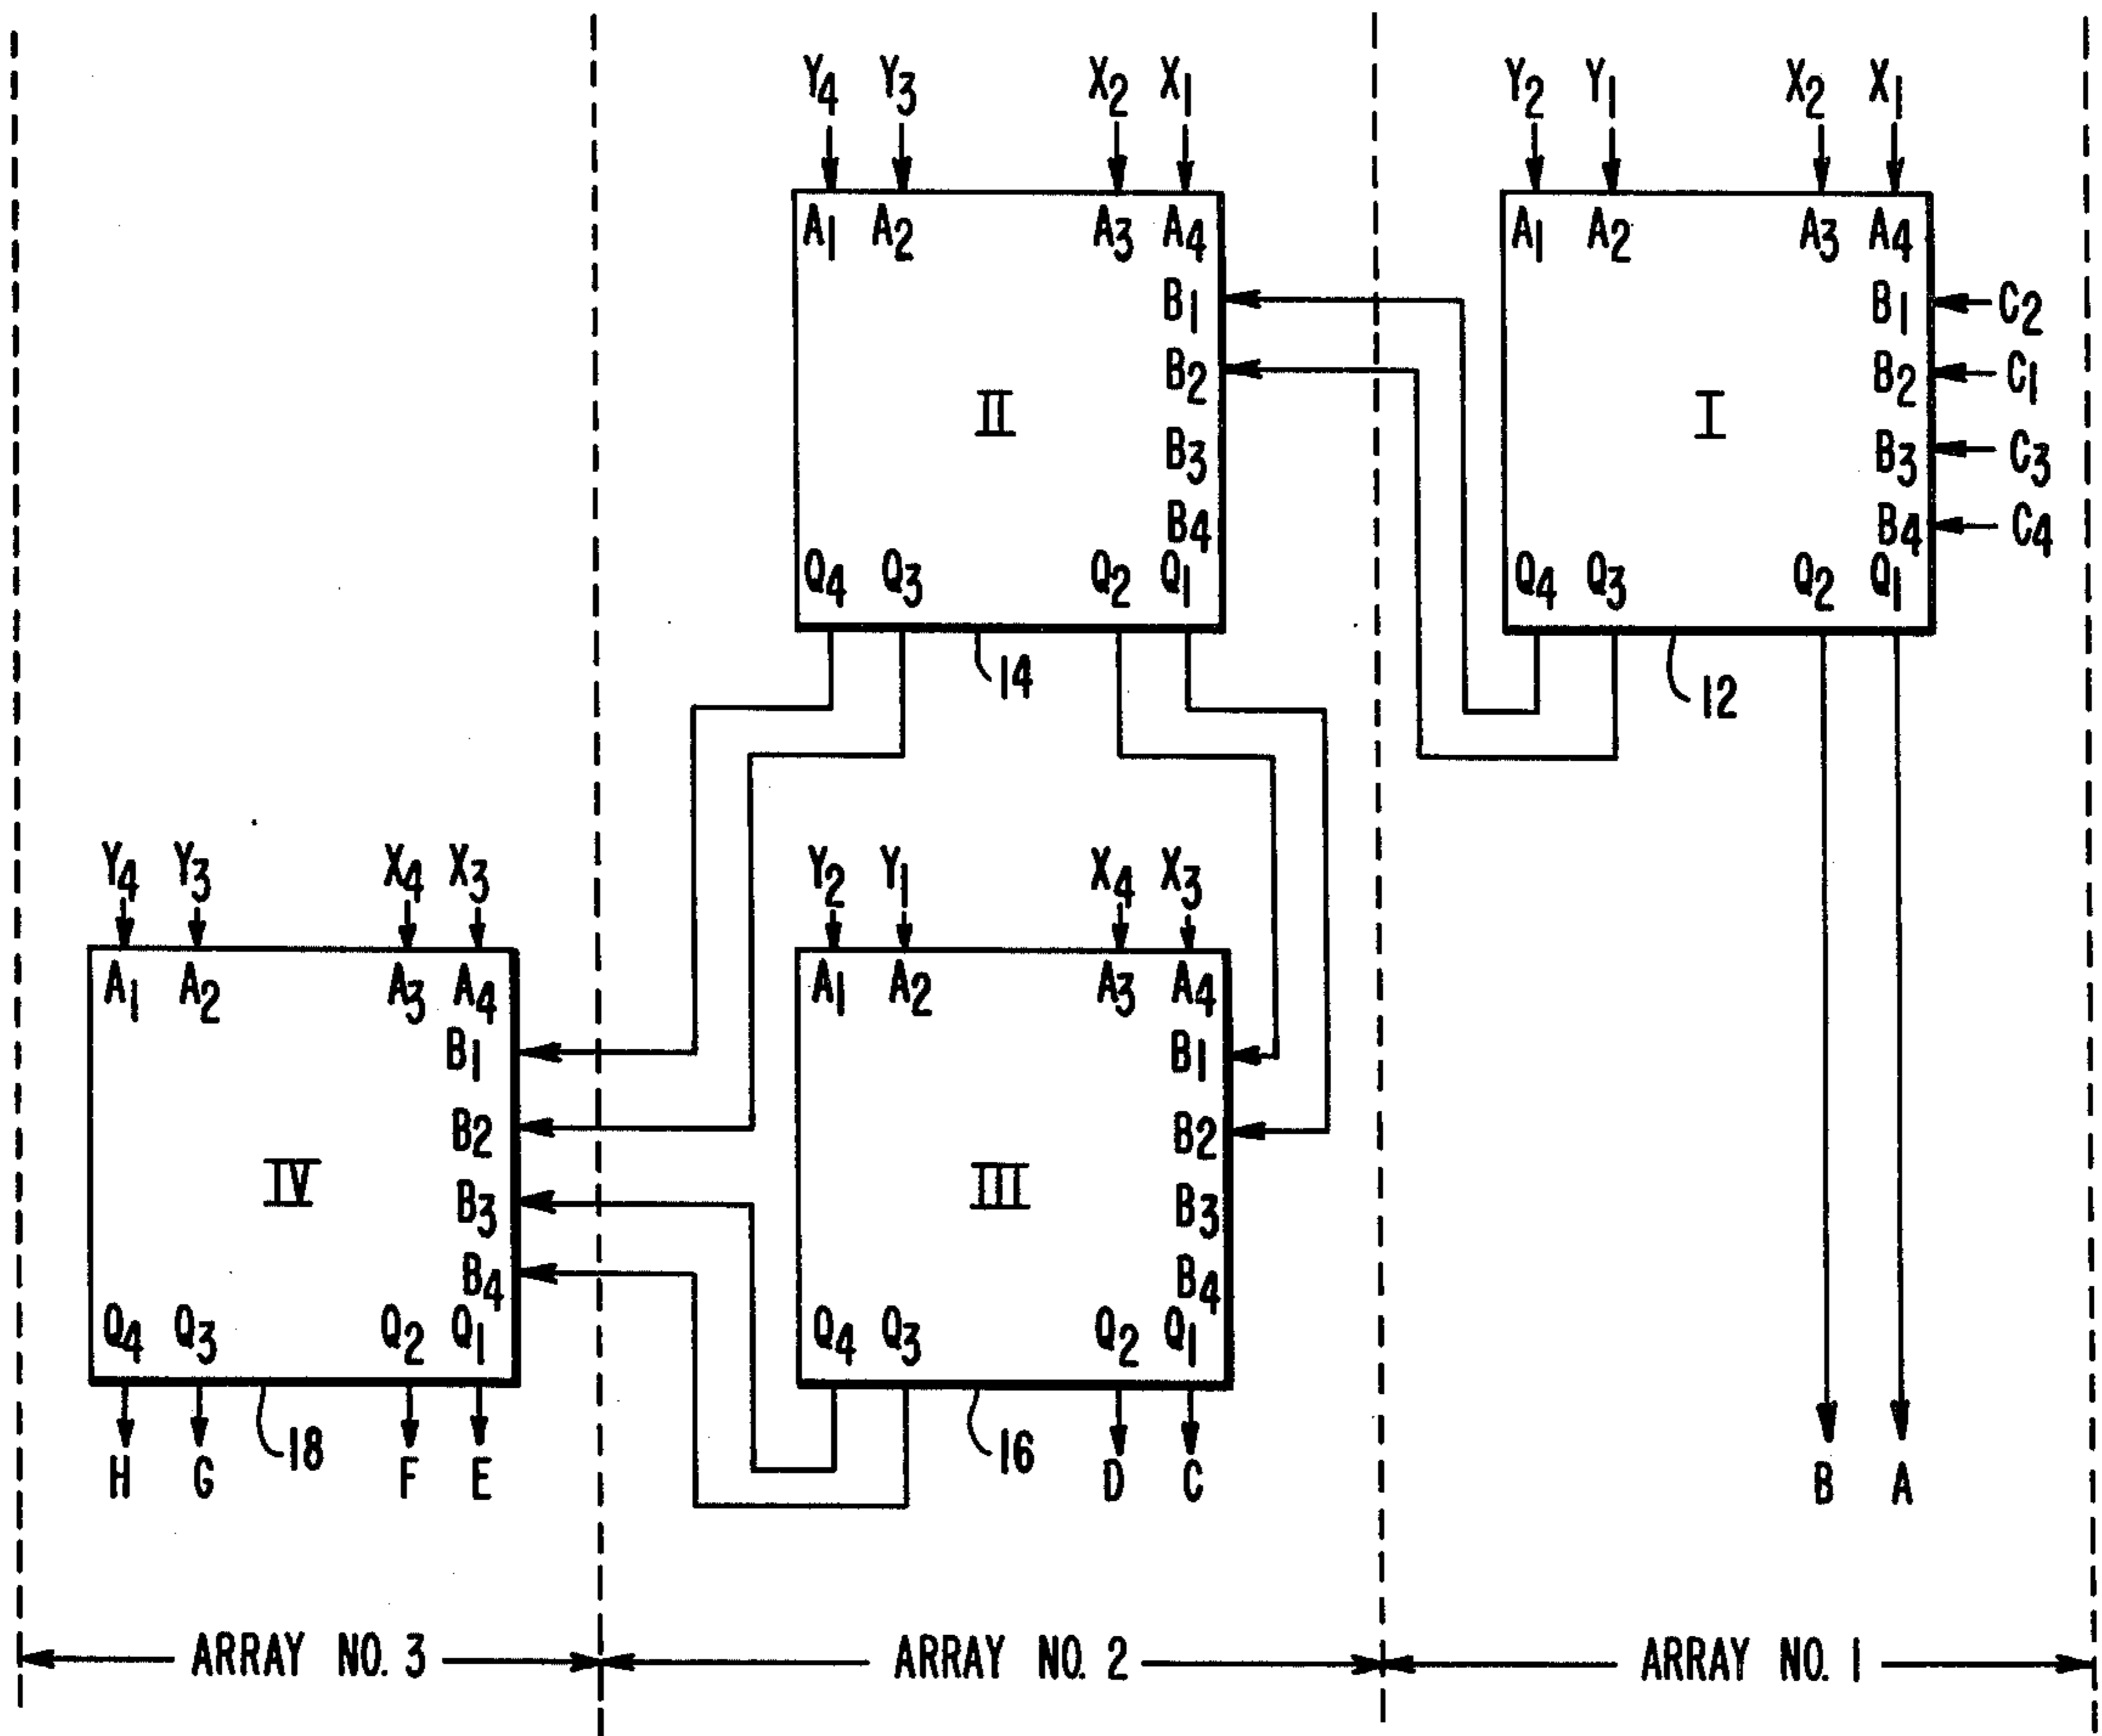 Y4 Y3 X2 X1 Y2 Y1 X2 X1
A1 A2 A3 A4 A1 A2 A3 A4
B1 B1 C2
B2 B2 C1
II I
B3 B3 C3
B4 B4 C4
Q4 Q3 Q2 Q1 Q4 Q3 Q2 Q1
14 12
Y4 Y3 X4 X3 Y2 Y1 X4 X3
A1 A2 A3 A4 A1 A2 A3 A4
B1 B1
B2 B2
IV III
B3 B3
B4 B4
Q4 Q3 Q2 Q1 Q4 Q3 Q2 Q1
18 16
H G F E D C B A
ARRAY NO. 3 ARRAY NO. 2 ARRAY NO. 1